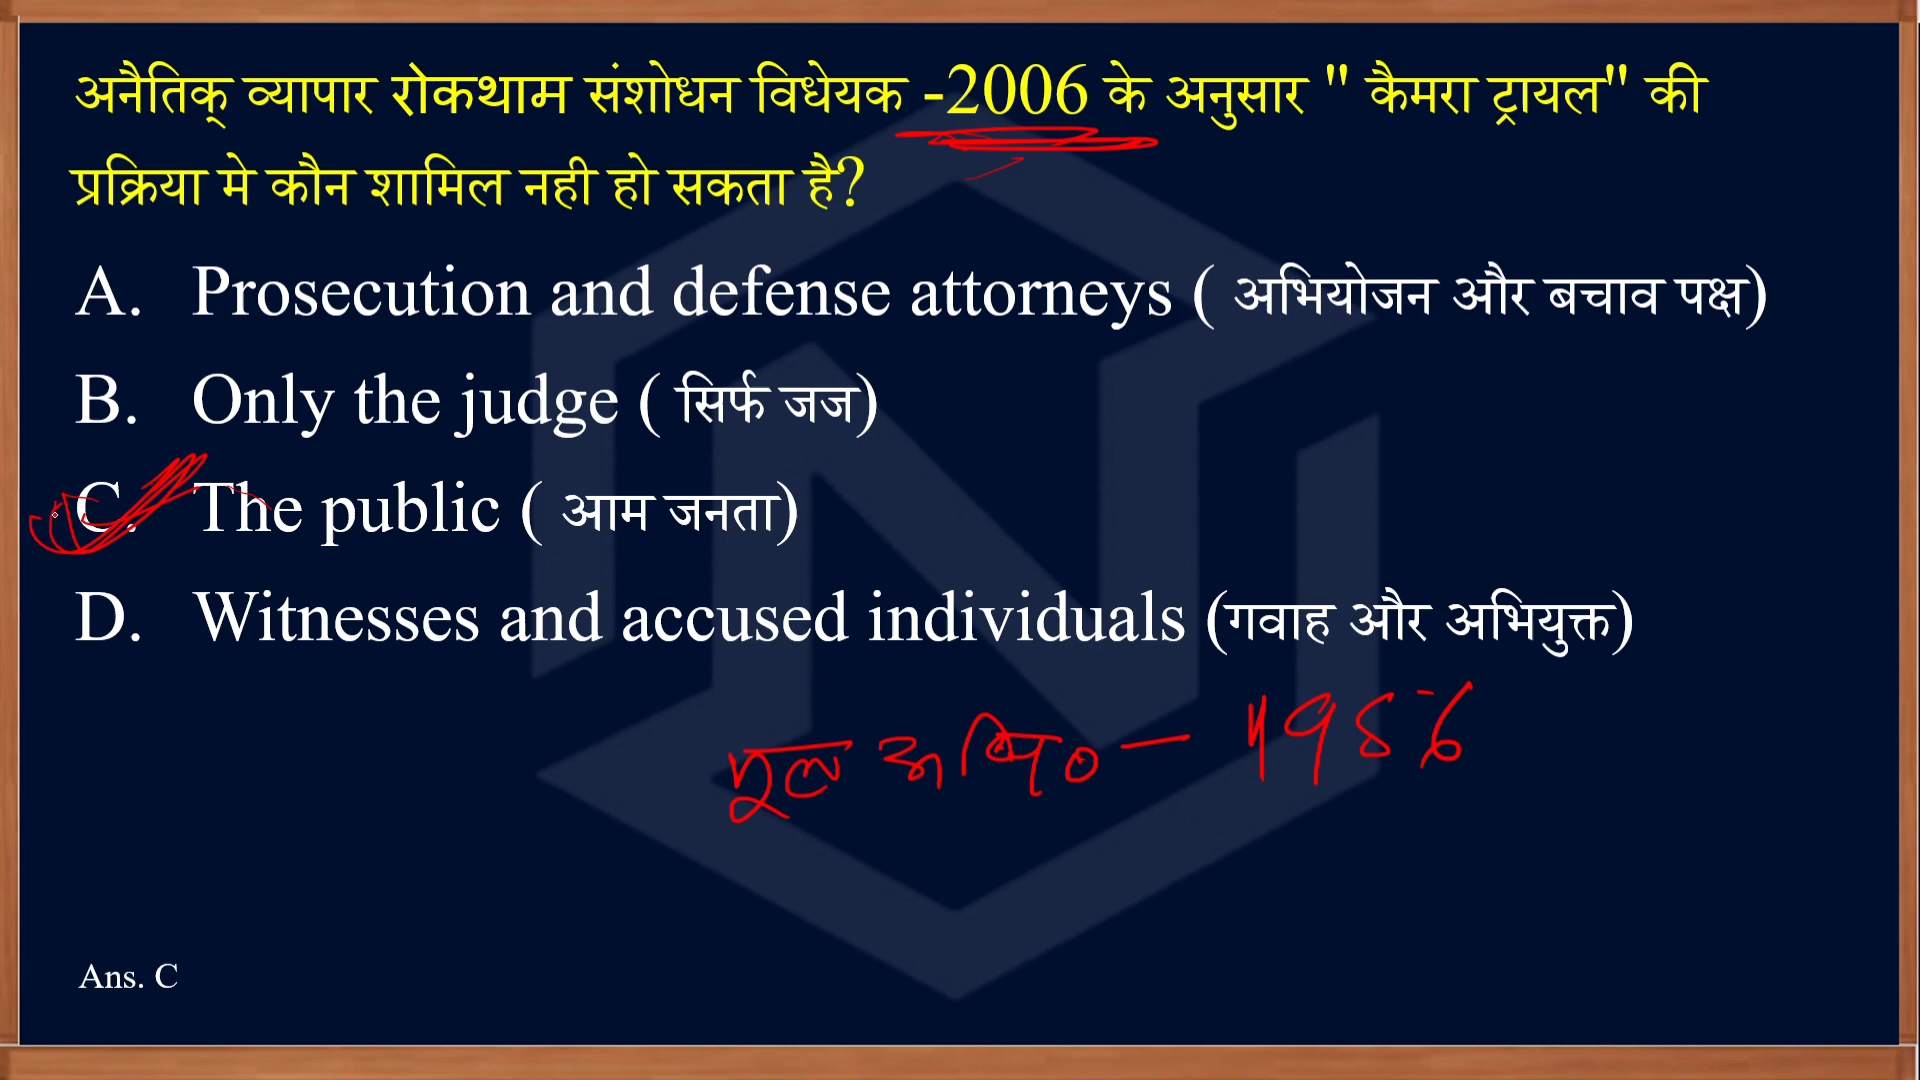 अनैतिक् व्यापार रोकथाम संशोधन विधेयक -2006 के अनुसार " कैमरा ट्रायल" की
प्रक्रिया मे कौन शामिल नही हो सकता है?
A. Prosecution and defense attorneys ( अभियोजन और बचाव पक्ष)
B. Only the judge ( सिर्फ जज)
C. The public ( आम जनता)
D. Witnesses and accused individuals (गवाह और अभियुक्त)
मूल अधि० – 1956
Ans. C